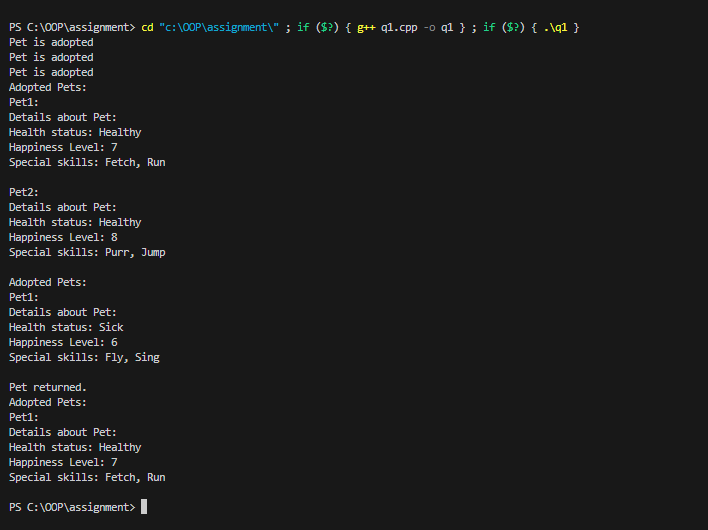 PS C:\OOP\assignment> cd "c:\OOP\assignment\" ; if ($?) { g++ q1.cpp -o q1 } ; if ($?) { .\q1 }
Pet is adopted
Pet is adopted
Pet is adopted
Adopted Pets:
Pet1:
Details about Pet:
Health status: Healthy
Happiness Level: 7
Special skills: Fetch, Run

Pet2:
Details about Pet:
Health status: Healthy
Happiness Level: 8
Special skills: Purr, Jump

Adopted Pets:
Pet1:
Details about Pet:
Health status: Sick
Happiness Level: 6
Special skills: Fly, Sing

Pet returned.
Adopted Pets:
Pet1:
Details about Pet:
Health status: Healthy
Happiness Level: 7
Special skills: Fetch, Run

PS C:\OOP\assignment>